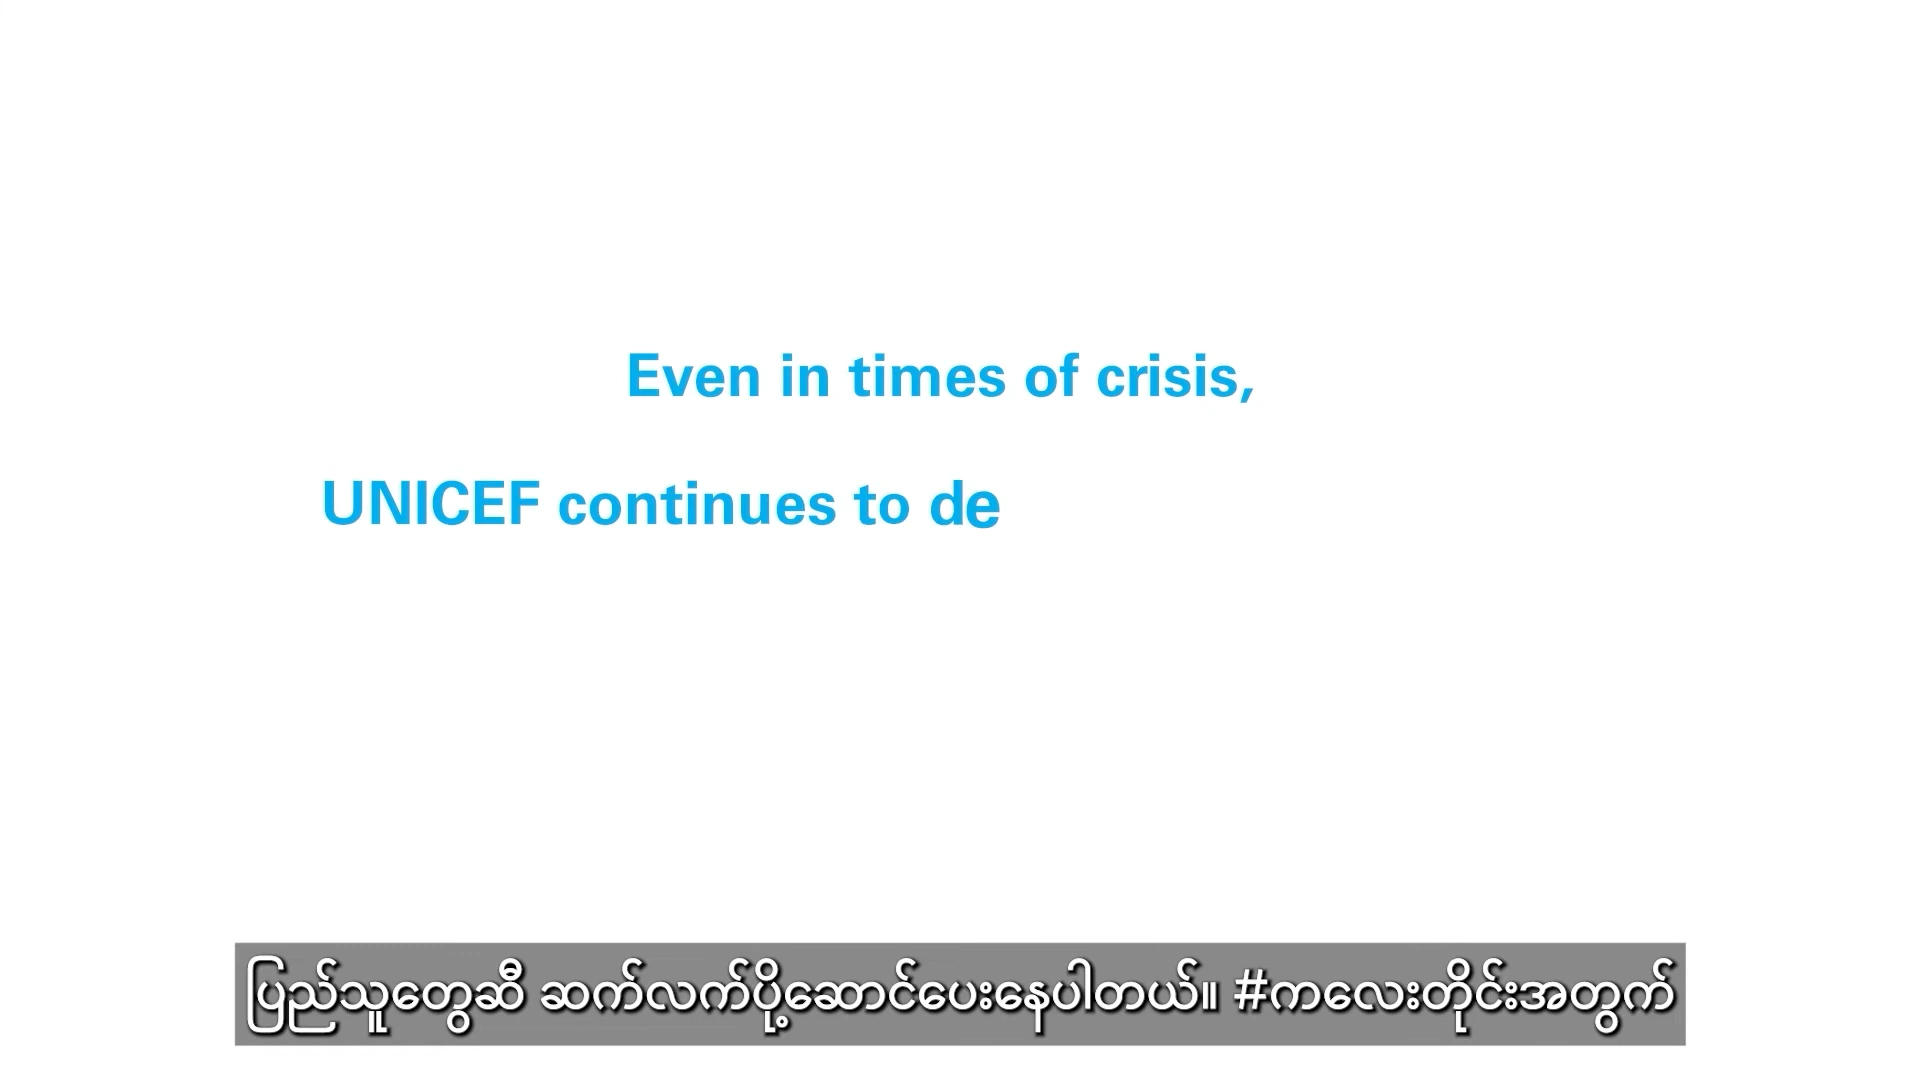 Even in times of crisis,
UNICEF continues to de
ပြည်သူတွေဆီ ဆက်လက်ပို့ဆောင်ပေးနေပါတယ်။ #ကလေးတိုင်းအတွက်